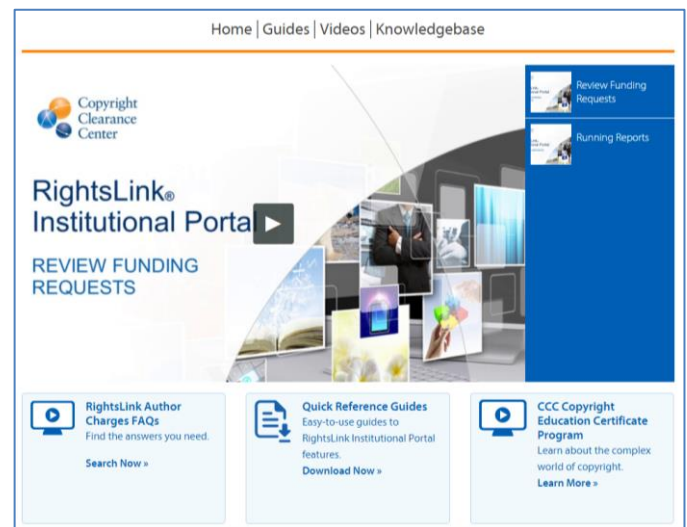 Home | Guides | Videos | Knowledgebase
Copyright
Clearance
Center
RightsLink®
Institutional Portal
REVIEW FUNDING
REQUESTS
Review Funding
Requests
Running Reports
RightsLink Author
Charges FAQs
Find the answers you need.
Search Now »
Quick Reference Guides
Easy-to-use guides to
RightsLink Institutional Portal
features.
Download Now »
CCC Copyright
Education Certificate
Program
Learn about the complex
world of copyright.
Learn More »